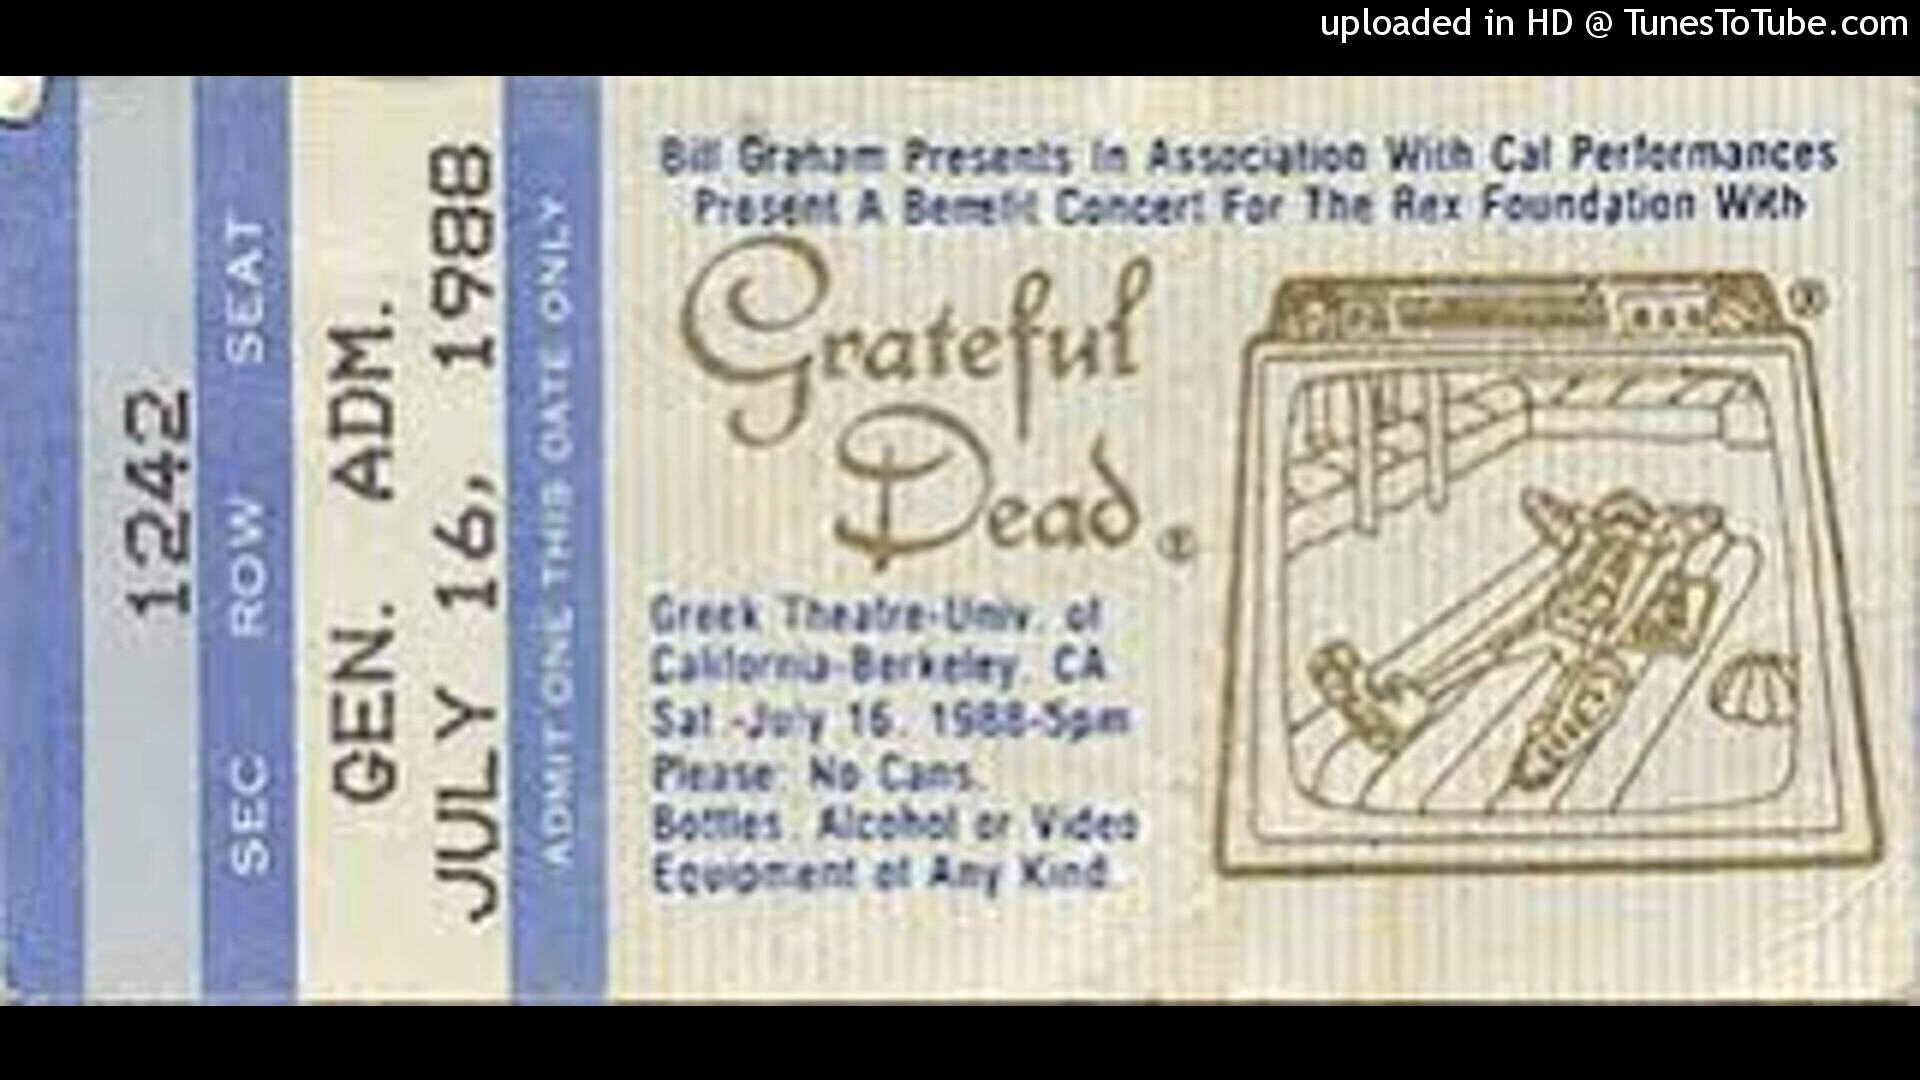 uploaded in HD @ TunesToTube.com
1242
SEC ROW SEAT
GEN. ADM.
JULY 16, 1988
ADMIT ONE THIS DATE ONLY
Bill Graham Presents In Association With Cal Performances
Present A Benefit Concert For The Rex Foundation With
Grateful
Dead ®
®
Greek Theatre-Univ. of
California-Berkeley, CA
Sat.-July 16, 1988-5pm
Please: No Cans,
Bottles, Alcohol or Video
Equipment of Any Kind.